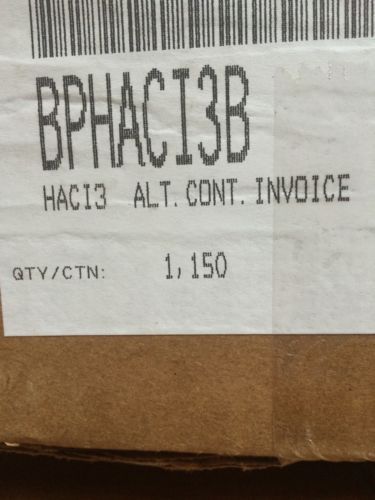 BPHACI3B
HACI3 ALT. CONT. INVOICE
QTY/CTN: 1,150